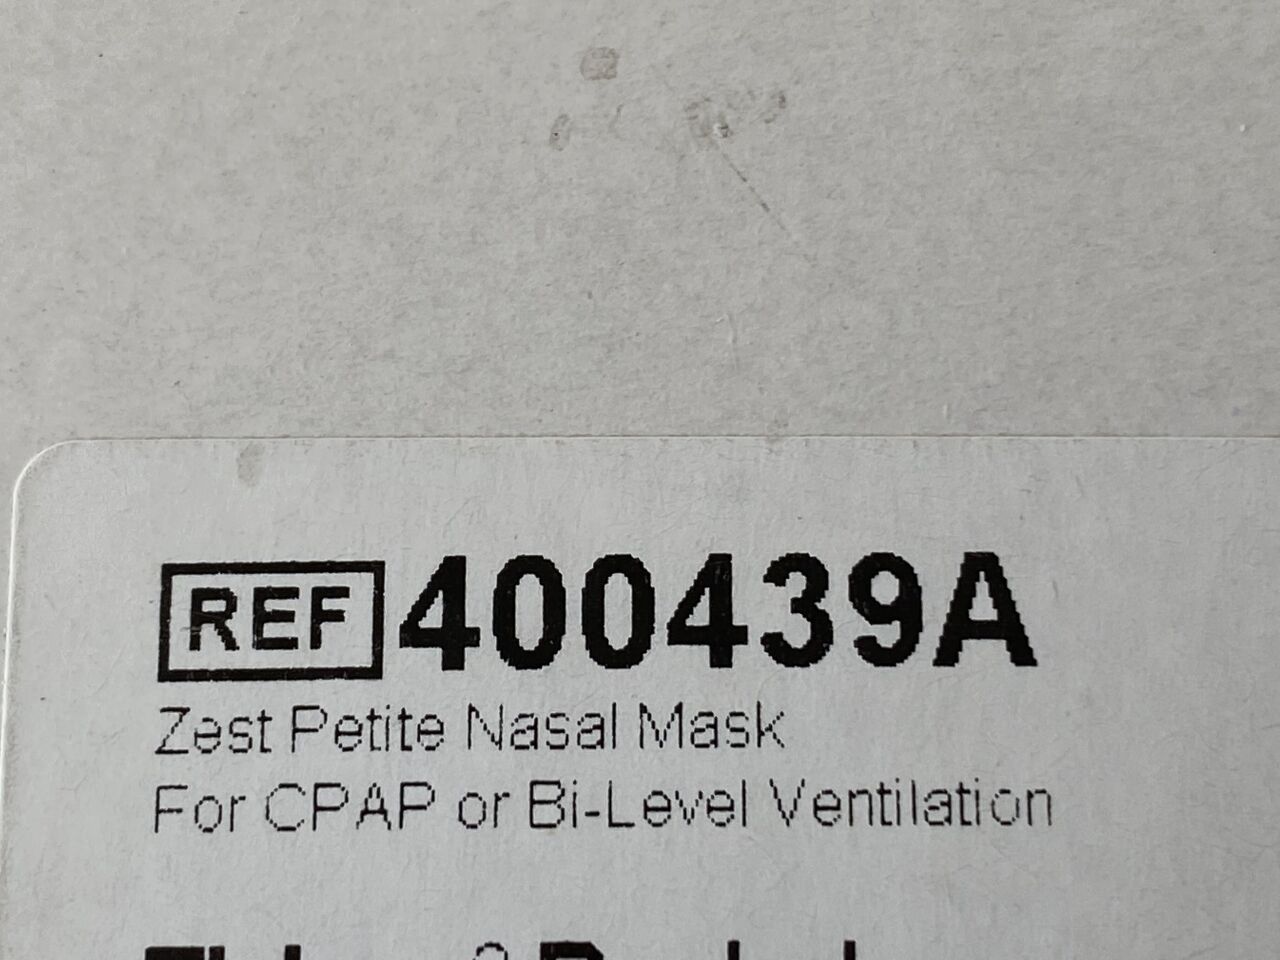 REF 400439A
Zest Petite Nasal Mask
For CPAP or Bi-Level Ventilation